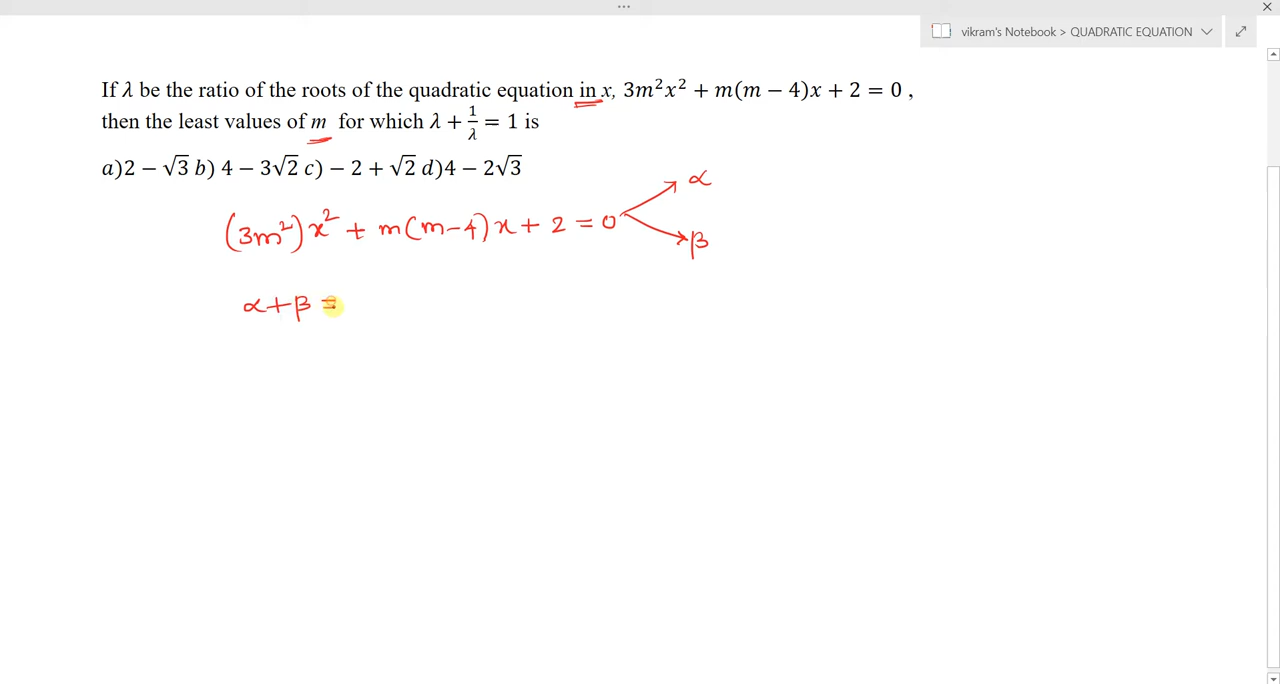 vikram's Notebook > QUADRATIC EQUATION
If λ be the ratio of the roots of the quadratic equation in x, 3m²x² + m(m − 4)x + 2 = 0 ,
then the least values of m for which λ + 1/λ = 1 is
a)2 − √3 b) 4 − 3√2 c) − 2 + √2 d)4 − 2√3
(3m²)x² + m(m−4)x + 2 = 0
α
β
α+β =